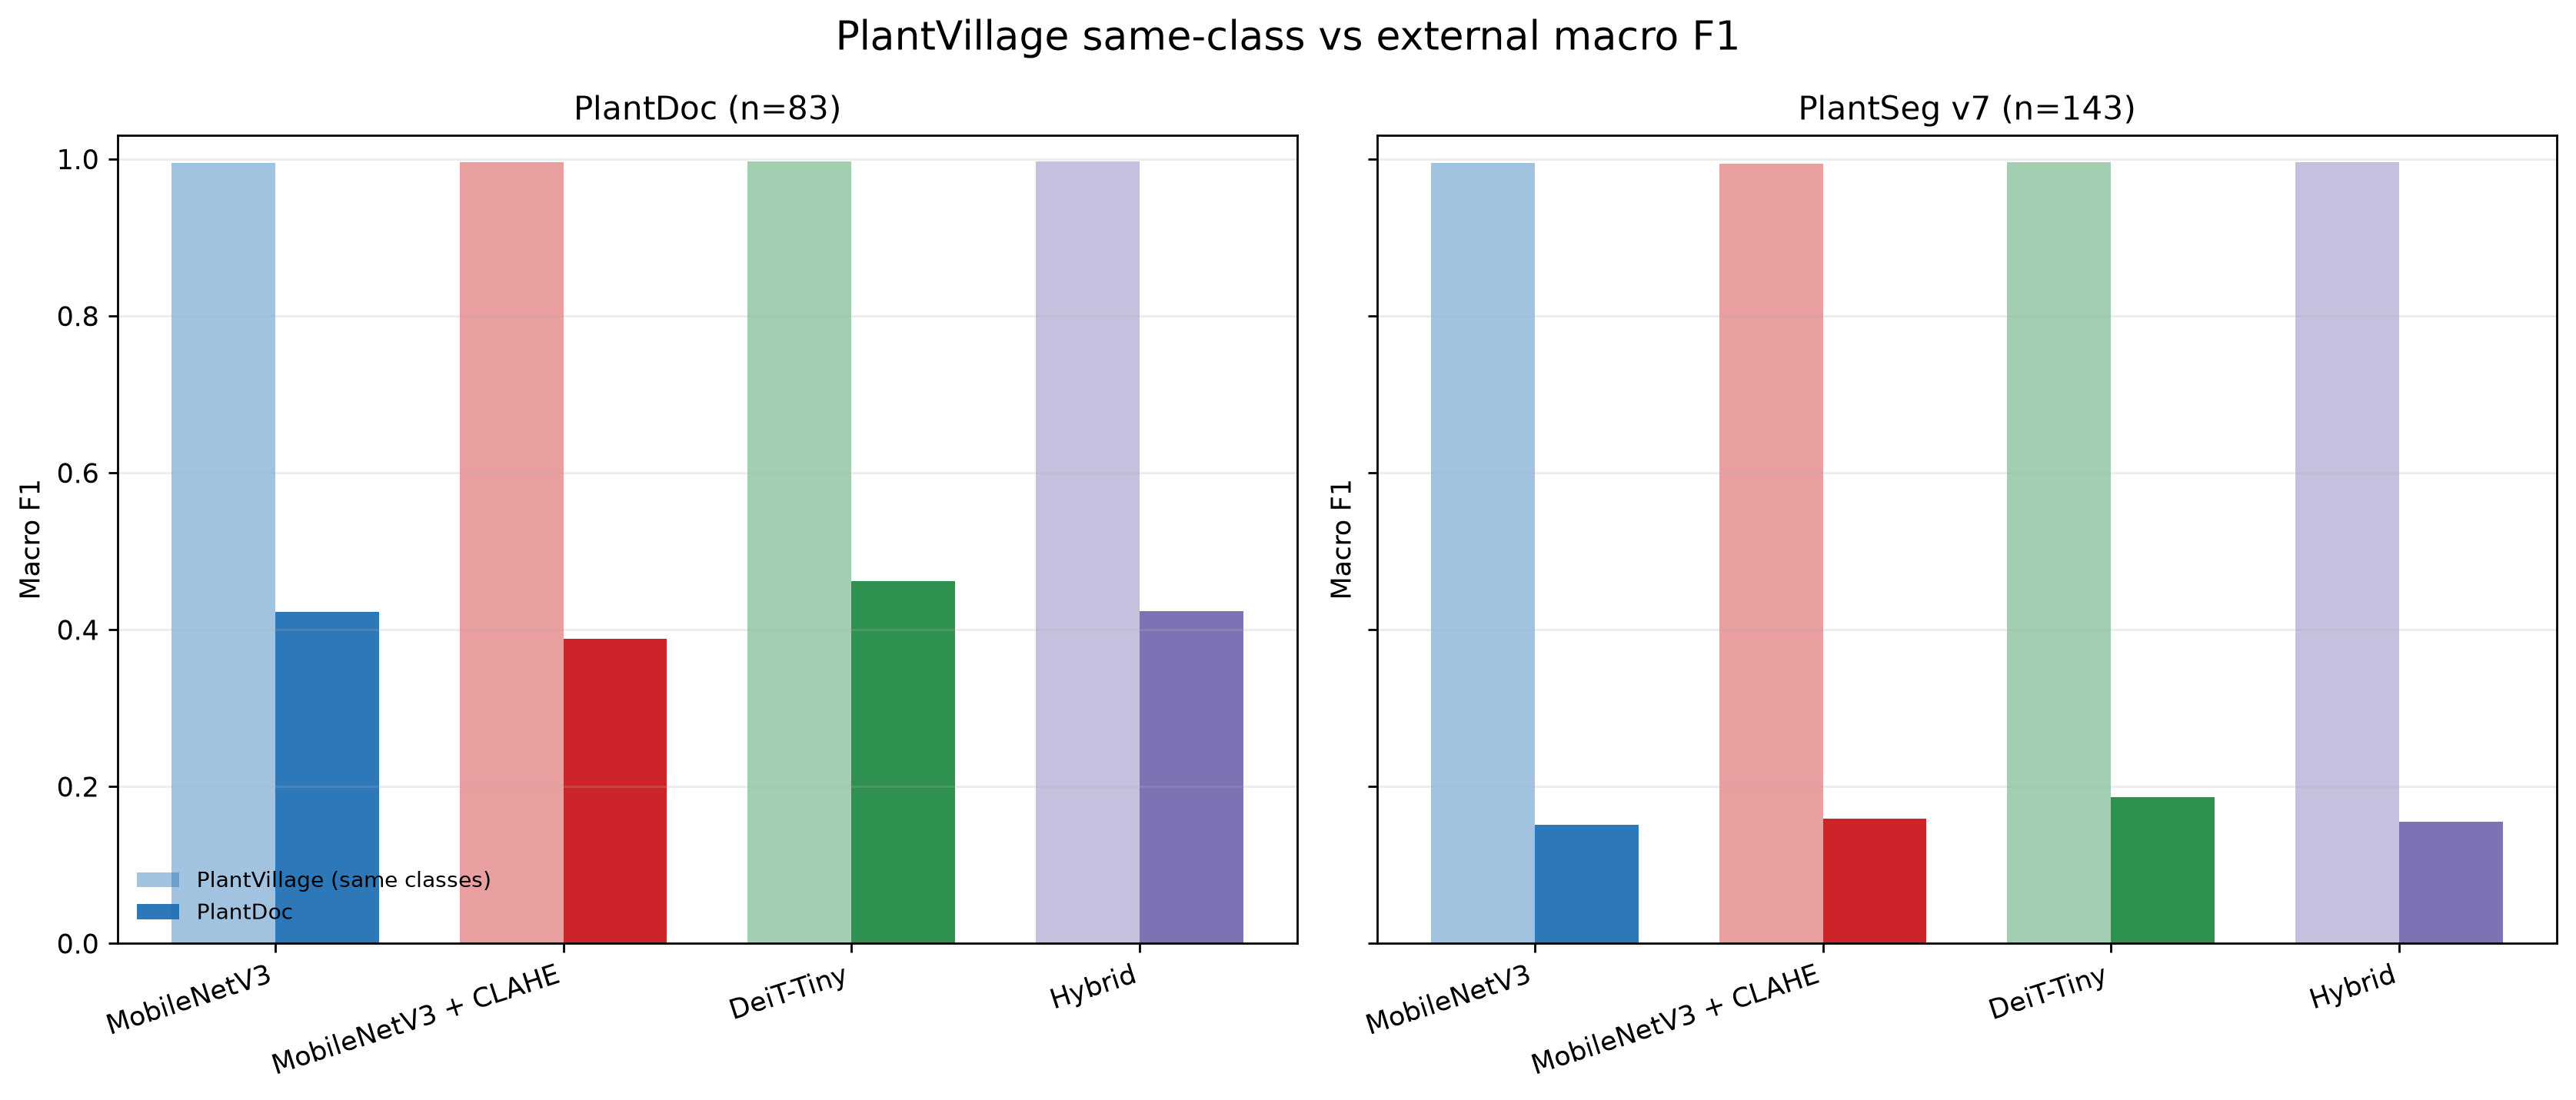 PlantVillage same-class vs external macro F1
PlantDoc (n=83)
Macro F1
1.0
0.8
0.6
0.4
0.2
0.0
PlantVillage (same classes)
PlantDoc
MobileNetV3
MobileNetV3 + CLAHE
DeiT-Tiny
Hybrid
PlantSeg v7 (n=143)
Macro F1
MobileNetV3
MobileNetV3 + CLAHE
DeiT-Tiny
Hybrid